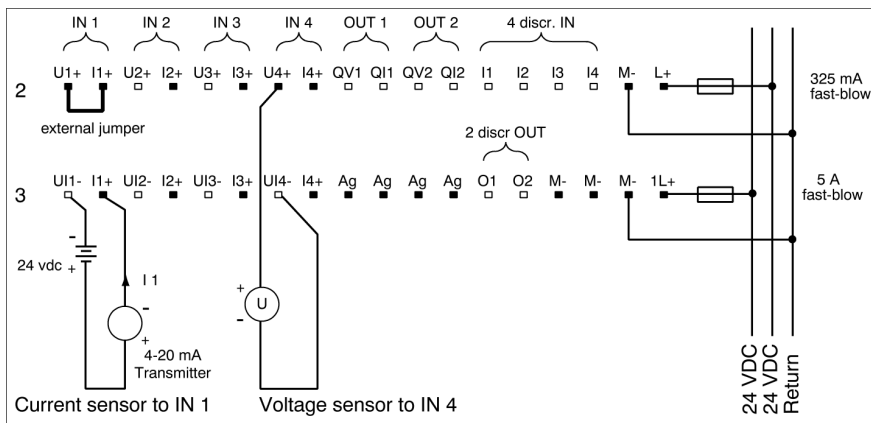 IN 1 IN 2 IN 3 IN 4 OUT 1 OUT 2 4 discr. IN
U1+ I1+ U2+ I2+ U3+ I3+ U4+ I4+ QV1 QI1 QV2 QI2 I1 I2 I3 I4 M- L+
2
325 mA
fast-blow
external jumper
2 discr OUT
UI1- I1+ UI2- I2+ UI3- I3+ UI4- I4+ Ag Ag Ag Ag O1 O2 M- M- M- 1L+
3
5 A
fast-blow
-
24 vdc +
I 1
-
+
4-20 mA
Transmitter
+
U
-
24 VDC
24 VDC
Return
Current sensor to IN 1 Voltage sensor to IN 4